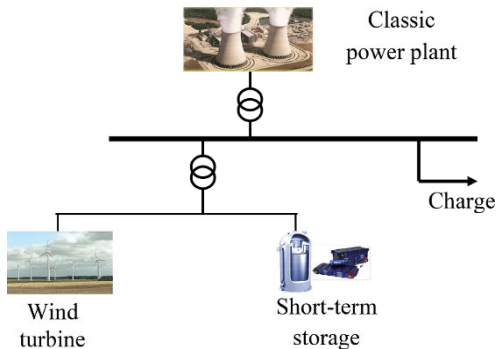 Classic
power plant
Charge
Wind
turbine
Short-term
storage